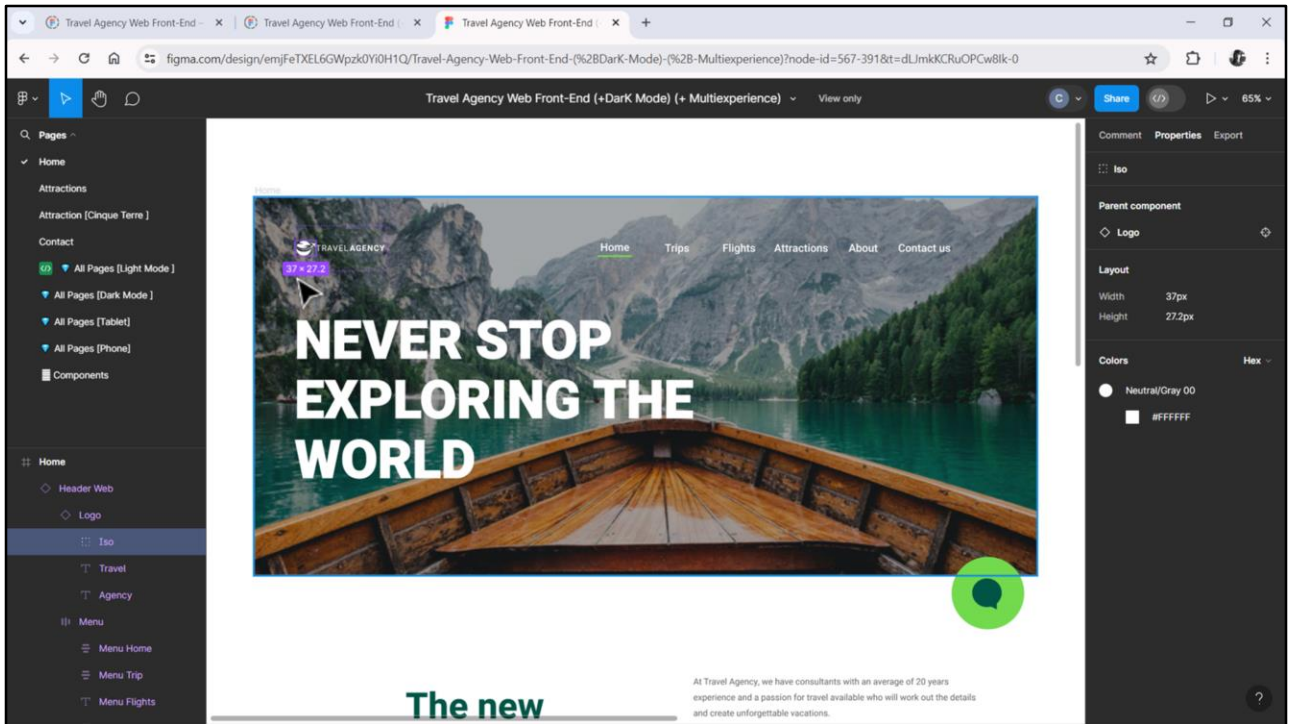 Travel Agency Web Front-End –
Travel Agency Web Front-End (
Travel Agency Web Front-End (
figma.com/design/emjFeTXEL6GWpzk0Yi0H1Q/Travel-Agency-Web-Front-End-(%2BDarK-Mode)-(%2B-Multiexperience)?node-id=567-391&t=dLJmkKCRuOPCw8Ik-0
Travel Agency Web Front-End (+DarK Mode) (+ Multiexperience)
View only
C
Share
65%
Pages
Home
Attractions
Attraction [Cinque Terre ]
Contact
All Pages [Light Mode ]
All Pages [Dark Mode ]
All Pages [Tablet]
All Pages [Phone]
Components
Home
Header Web
Logo
Iso
Travel
Agency
Menu
Menu Home
Menu Trip
Menu Flights
Home
TRAVELAGENCY
Home Trips Flights Attractions About Contact us
37 × 27.2
NEVER STOP
EXPLORING THE
WORLD
The new
At Travel Agency, we have consultants with an average of 20 years
experience and a passion for travel available who will work out the details
and create unforgettable vacations.
Comment Properties Export
Iso
Parent component
Logo
Layout
Width 37px
Height 27.2px
Colors Hex
Neutral/Gray 00
#FFFFFF
?